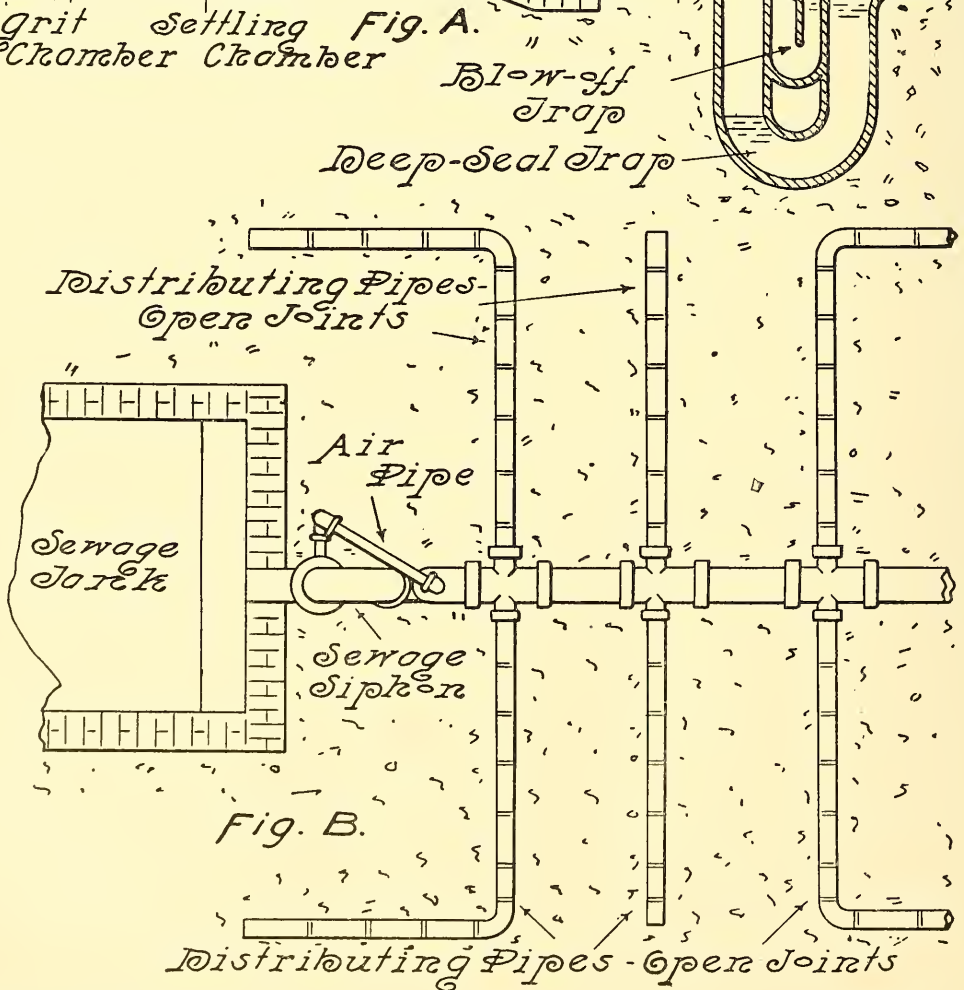 grit settling Fig. A.
Chamber Chamber
Blow-off
Trap
Deep-Seal Trap
Distributing Pipes-
Open Joints
Air
Pipe
Sewage
Tank
Sewage
Siphon
Fig. B.
Distributing Pipes - Open Joints